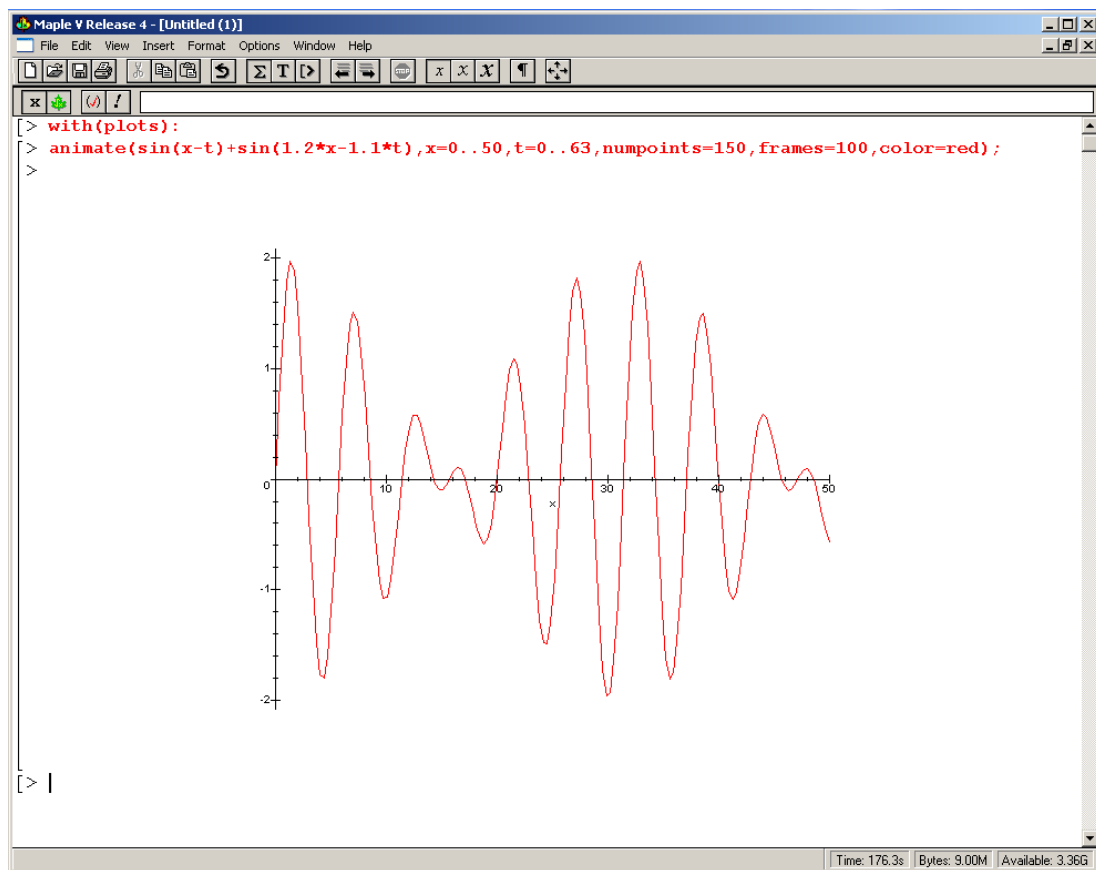 Maple V Release 4 - [Untitled (1)]
File Edit View Insert Format Options Window Help
Σ T [> STOP x x x ¶
x (√) !
[> with(plots):
[> animate(sin(x-t)+sin(1.2*x-1.1*t),x=0..50,t=0..63,numpoints=150,frames=100,color=red);
>
2
1
0 10 20 30 40 50
x
-1
-2
[>
Time: 176.3s Bytes: 9.00M Available: 3.36G